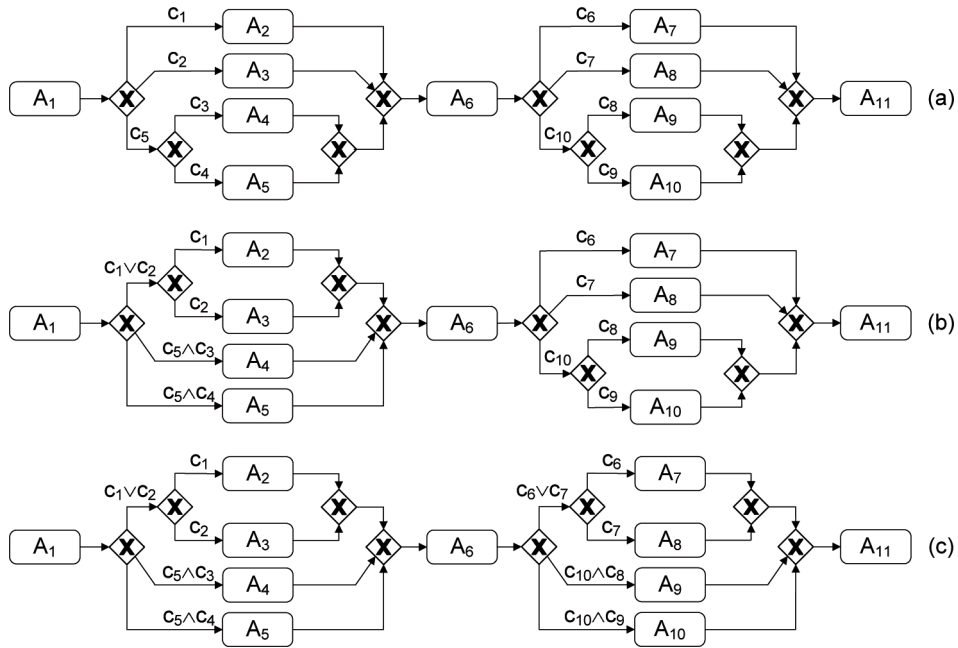 C₁ A₂ C₆ A₇
C₂ A₃ C₇ A₈
A₁ X X A₆ X X A₁₁ (a)
C₅ C₃ A₄ C₁₀ C₈ A₉
X X X X
C₄ A₅ C₉ A₁₀
C₁ A₂ C₆ A₇
C₁∨C₂ X X C₇ A₈
C₂ A₃
A₁ X X A₆ X X A₁₁ (b)
C₅∧C₃ A₄ C₁₀ C₈ A₉
X X
C₅∧C₄ A₅ C₉ A₁₀
C₁ A₂ C₆ A₇
C₁∨C₂ X X C₆∨C₇ X X
C₂ A₃ C₇ A₈
A₁ X X A₆ X X A₁₁ (c)
C₅∧C₃ A₄ C₁₀∧C₈ A₉
C₅∧C₄ A₅ C₁₀∧C₉ A₁₀